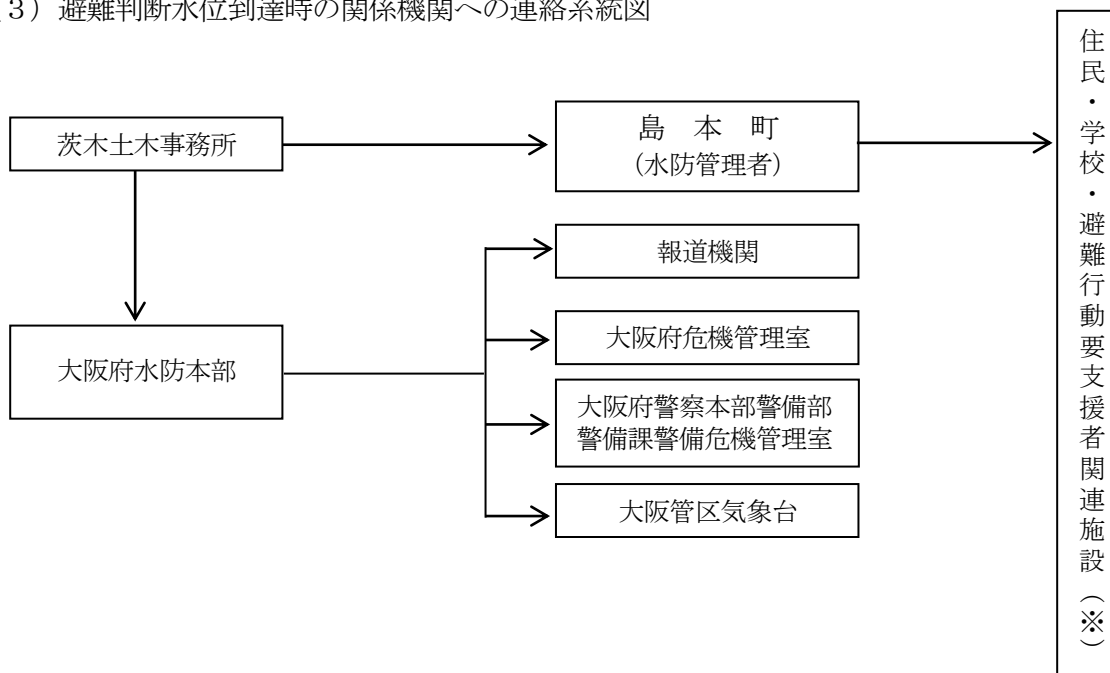 ３）避難判断水位到達時の関係機関への連絡系統図
茨木土木事務所
島　本　町
（水防管理者）
報道機関
大阪府危機管理室
大阪府水防本部
大阪府警察本部警備部
警備課警備危機管理室
大阪管区気象台
住民・学校・避難行動要支援者関連施設（※）